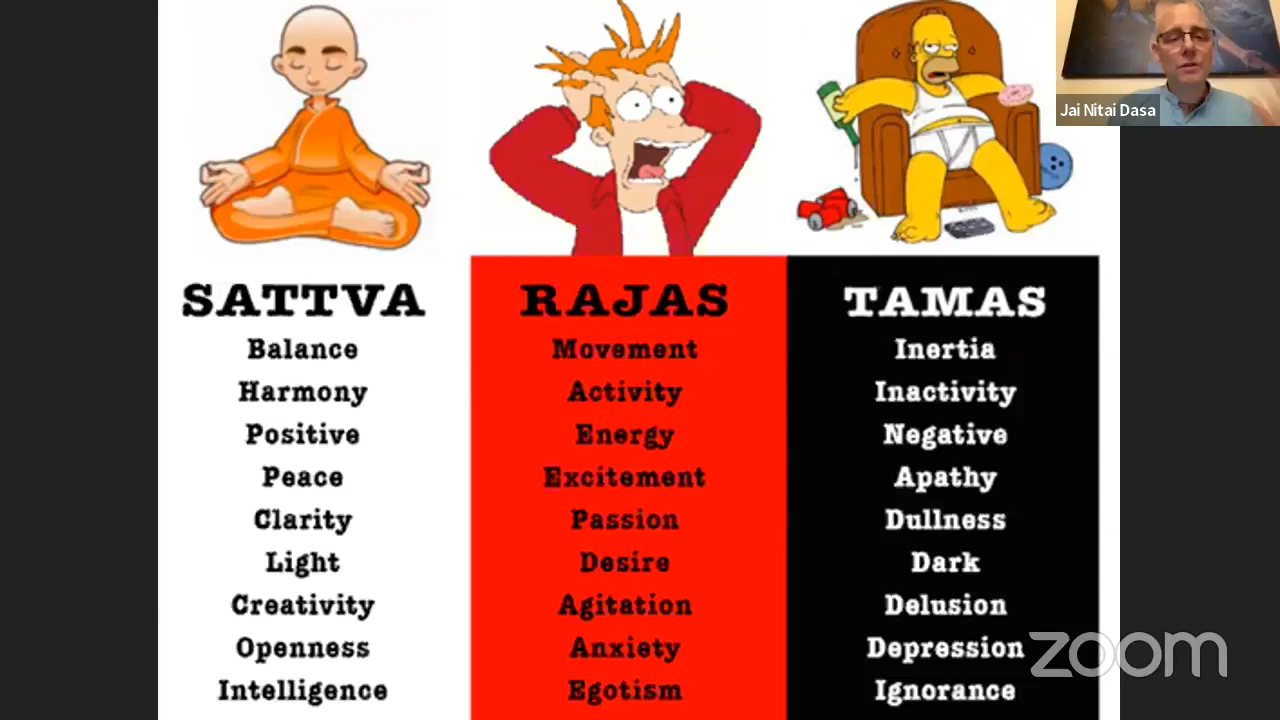 Jai Nitai Dasa
SATTVA
Balance
Harmony
Positive
Peace
Clarity
Light
Creativity
Openness
Intelligence
RAJAS
Movement
Activity
Energy
Excitement
Passion
Desire
Agitation
Anxiety
Egotism
TAMAS
Inertia
Inactivity
Negative
Apathy
Dullness
Dark
Delusion
Depression
Ignorance
zoom